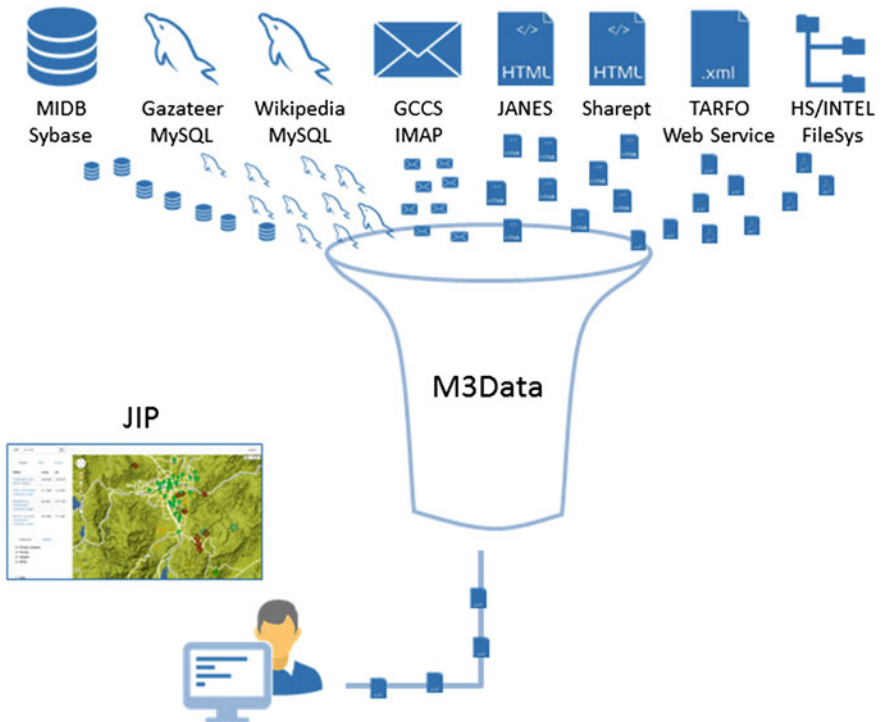 </>
HTML
</>
HTML
.xml
MIDB
Sybase
Gazateer
MySQL
Wikipedia
MySQL
GCCS
IMAP
JANES
Sharept
TARFO
Web Service
HS/INTEL
FileSys
M3Data
JIP